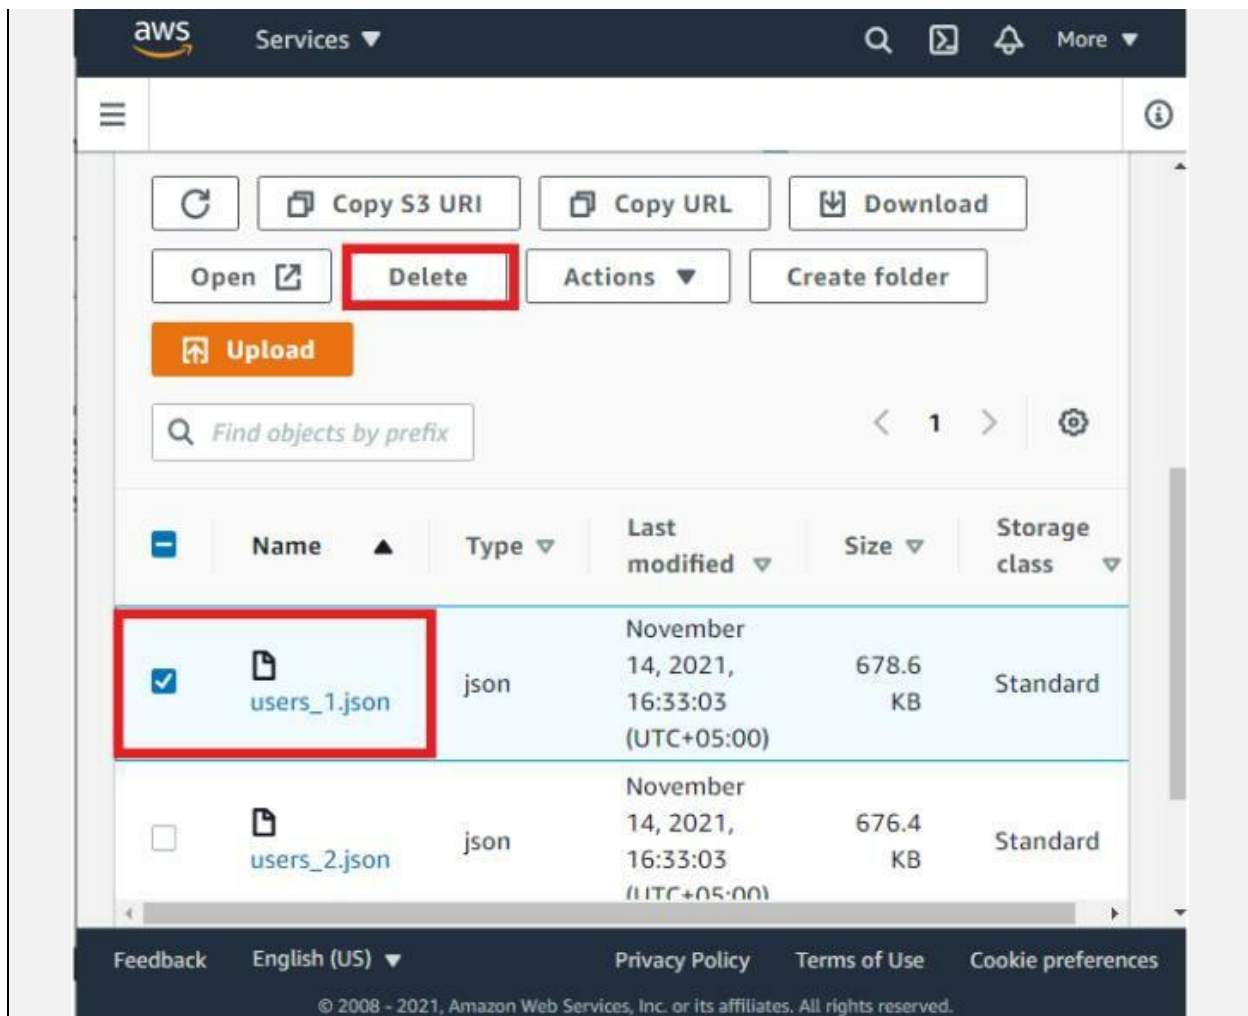 aws Services More
Copy S3 URI Copy URL Download
Open Delete Actions Create folder
Upload
Find objects by prefix 1
Name Type Last modified Size Storage class
users_1.json json November 14, 2021, 16:33:03 (UTC+05:00) 678.6 KB Standard
users_2.json json November 14, 2021, 16:33:03 (UTC+05:00) 676.4 KB Standard
Feedback English (US) Privacy Policy Terms of Use Cookie preferences
© 2008 - 2021, Amazon Web Services, Inc. or its affiliates. All rights reserved.